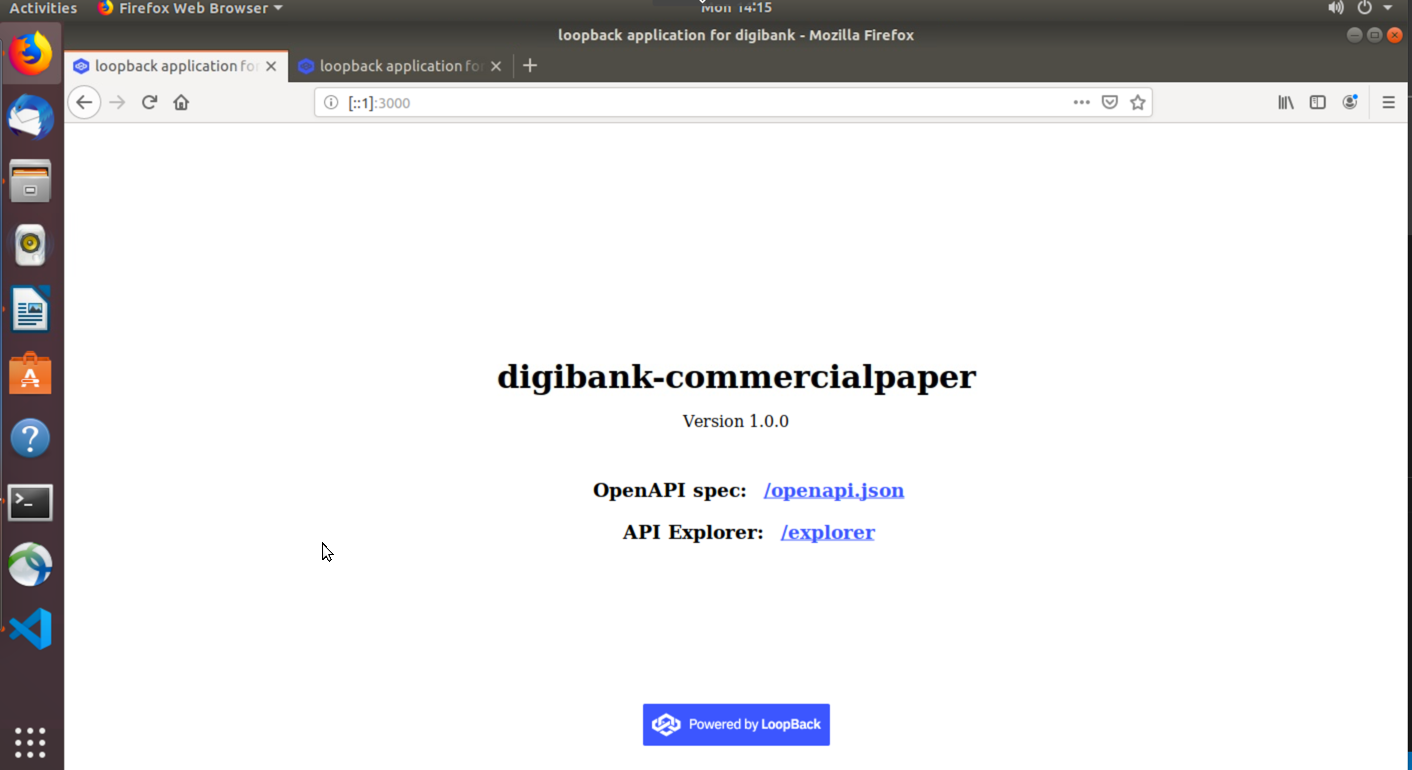 Activities Firefox Web Browser Mon 14:15
loopback application for digibank - Mozilla Firefox
loopback application for loopback application fo
[::1]:3000
digibank-commercialpaper
Version 1.0.0
OpenAPI spec: /openapi.json
API Explorer: /explorer
Powered by LoopBack